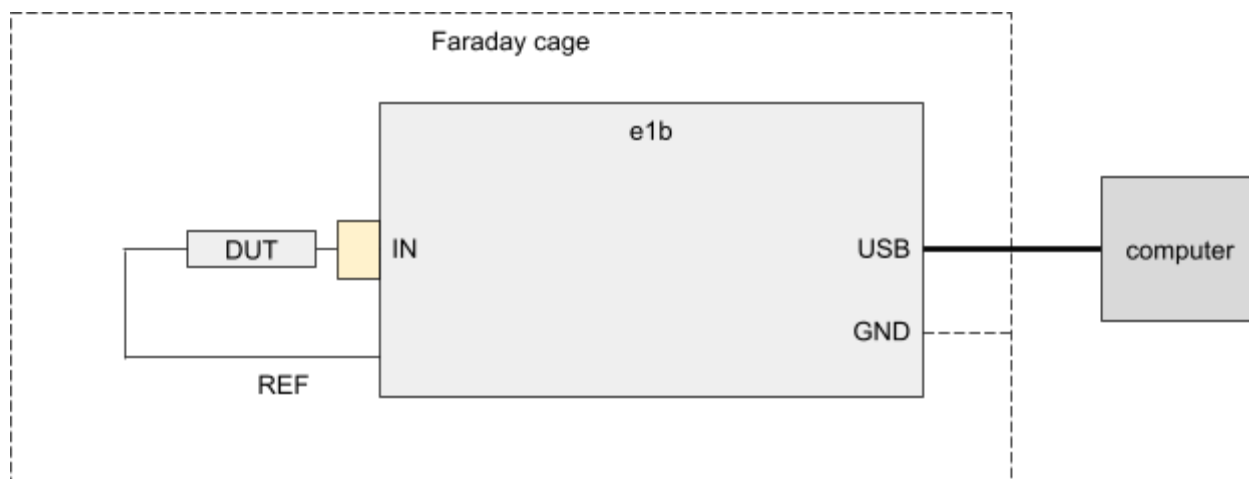 Faraday cage
e1b
DUT
IN
USB
computer
GND
REF